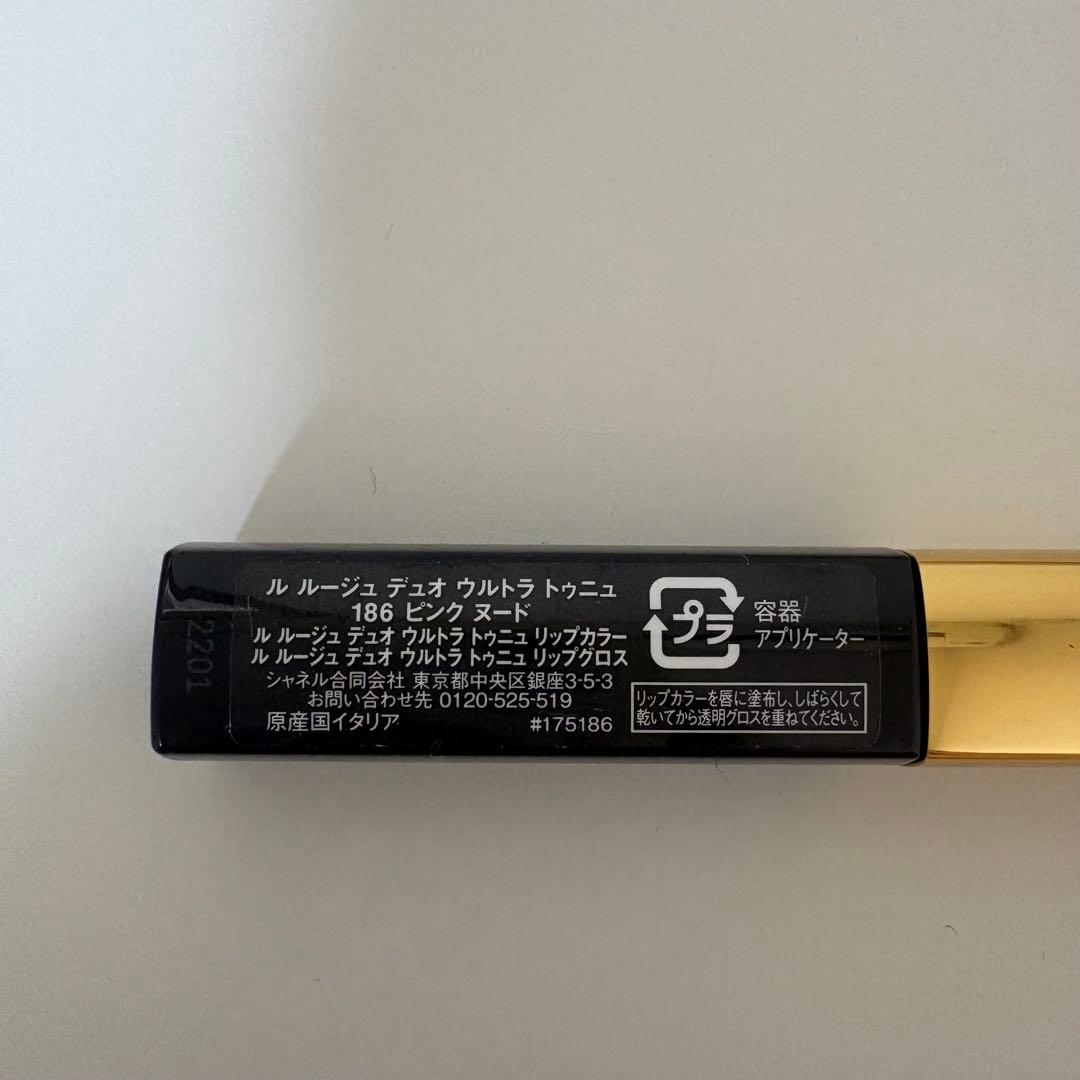 ル ルージュ デュオ ウルトラ トゥニュ
186 ピンク ヌード
ル ルージュ デュオ ウルトラ トゥニュ リップカラー
ル ルージュ デュオ ウルトラ トゥニュ リップグロス
シャネル合同会社 東京都中央区銀座3-5-3
お問い合わせ先 0120-525-519
原産国イタリア #175186
プラ
容器
アプリケーター
リップカラーを唇に塗布し、しばらくして
乾いてから透明グロスを重ねてください。
2201